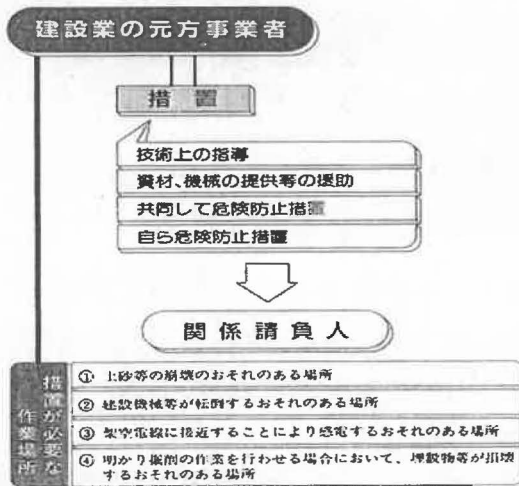 建設業の元方事業者
措置
技術上の指導
資材、機械の提供等の援助
共同して危険防止措置
自ら危険防止措置
関係請負人
措置が必要な
作業場所
① 土砂等の崩壊のおそれのある場所
② 建設機械等が転倒するおそれのある場所
③ 架空電線に接近することにより感電するおそれのある場所
④ 明かり掘削の作業を行わせる場合において、埋設物等が損壊
するおそれのある場所